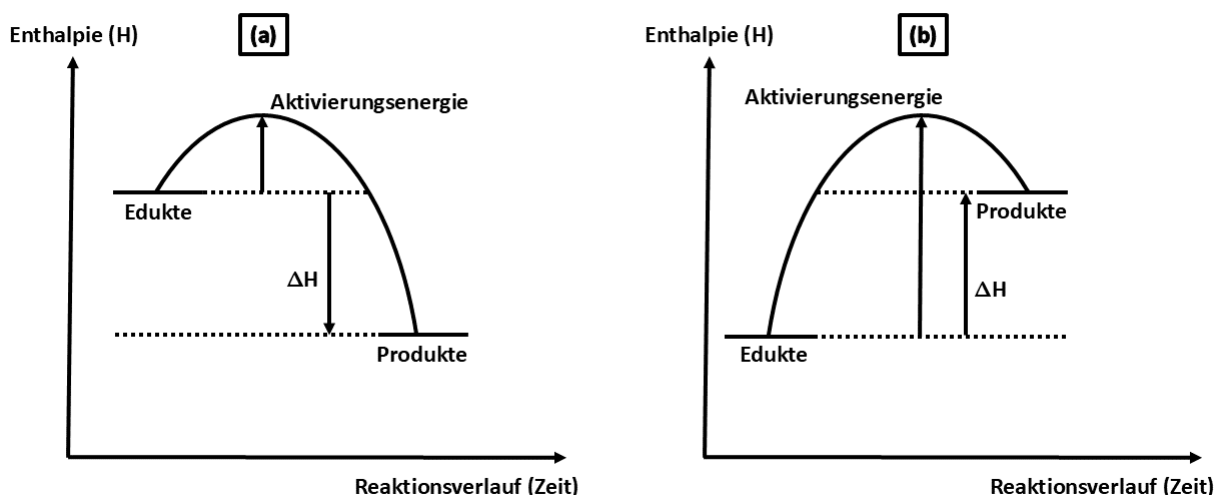 Enthalpie (H)
(a)
Aktivierungsenergie
Edukte
ΔH
Produkte
Reaktionsverlauf (Zeit)
Enthalpie (H)
(b)
Aktivierungsenergie
Produkte
ΔH
Edukte
Reaktionsverlauf (Zeit)